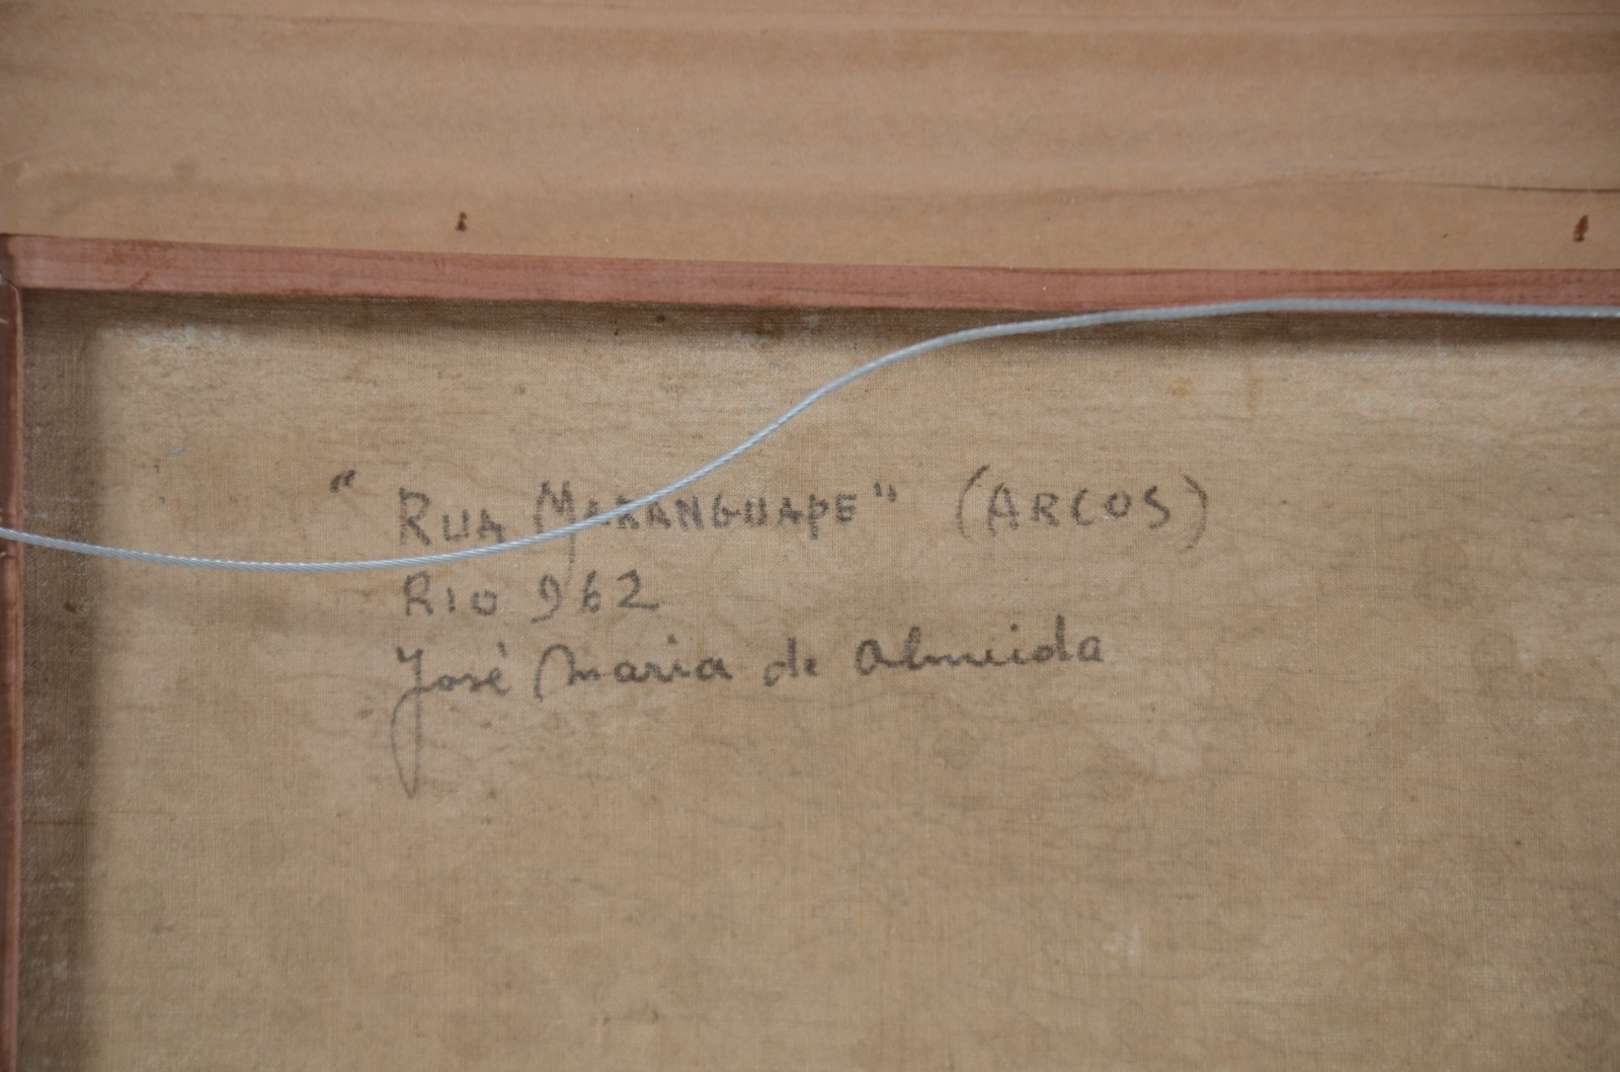 "RUA MARANGUAPE" (ARCOS)
RIO 962
José Maria de Almeida